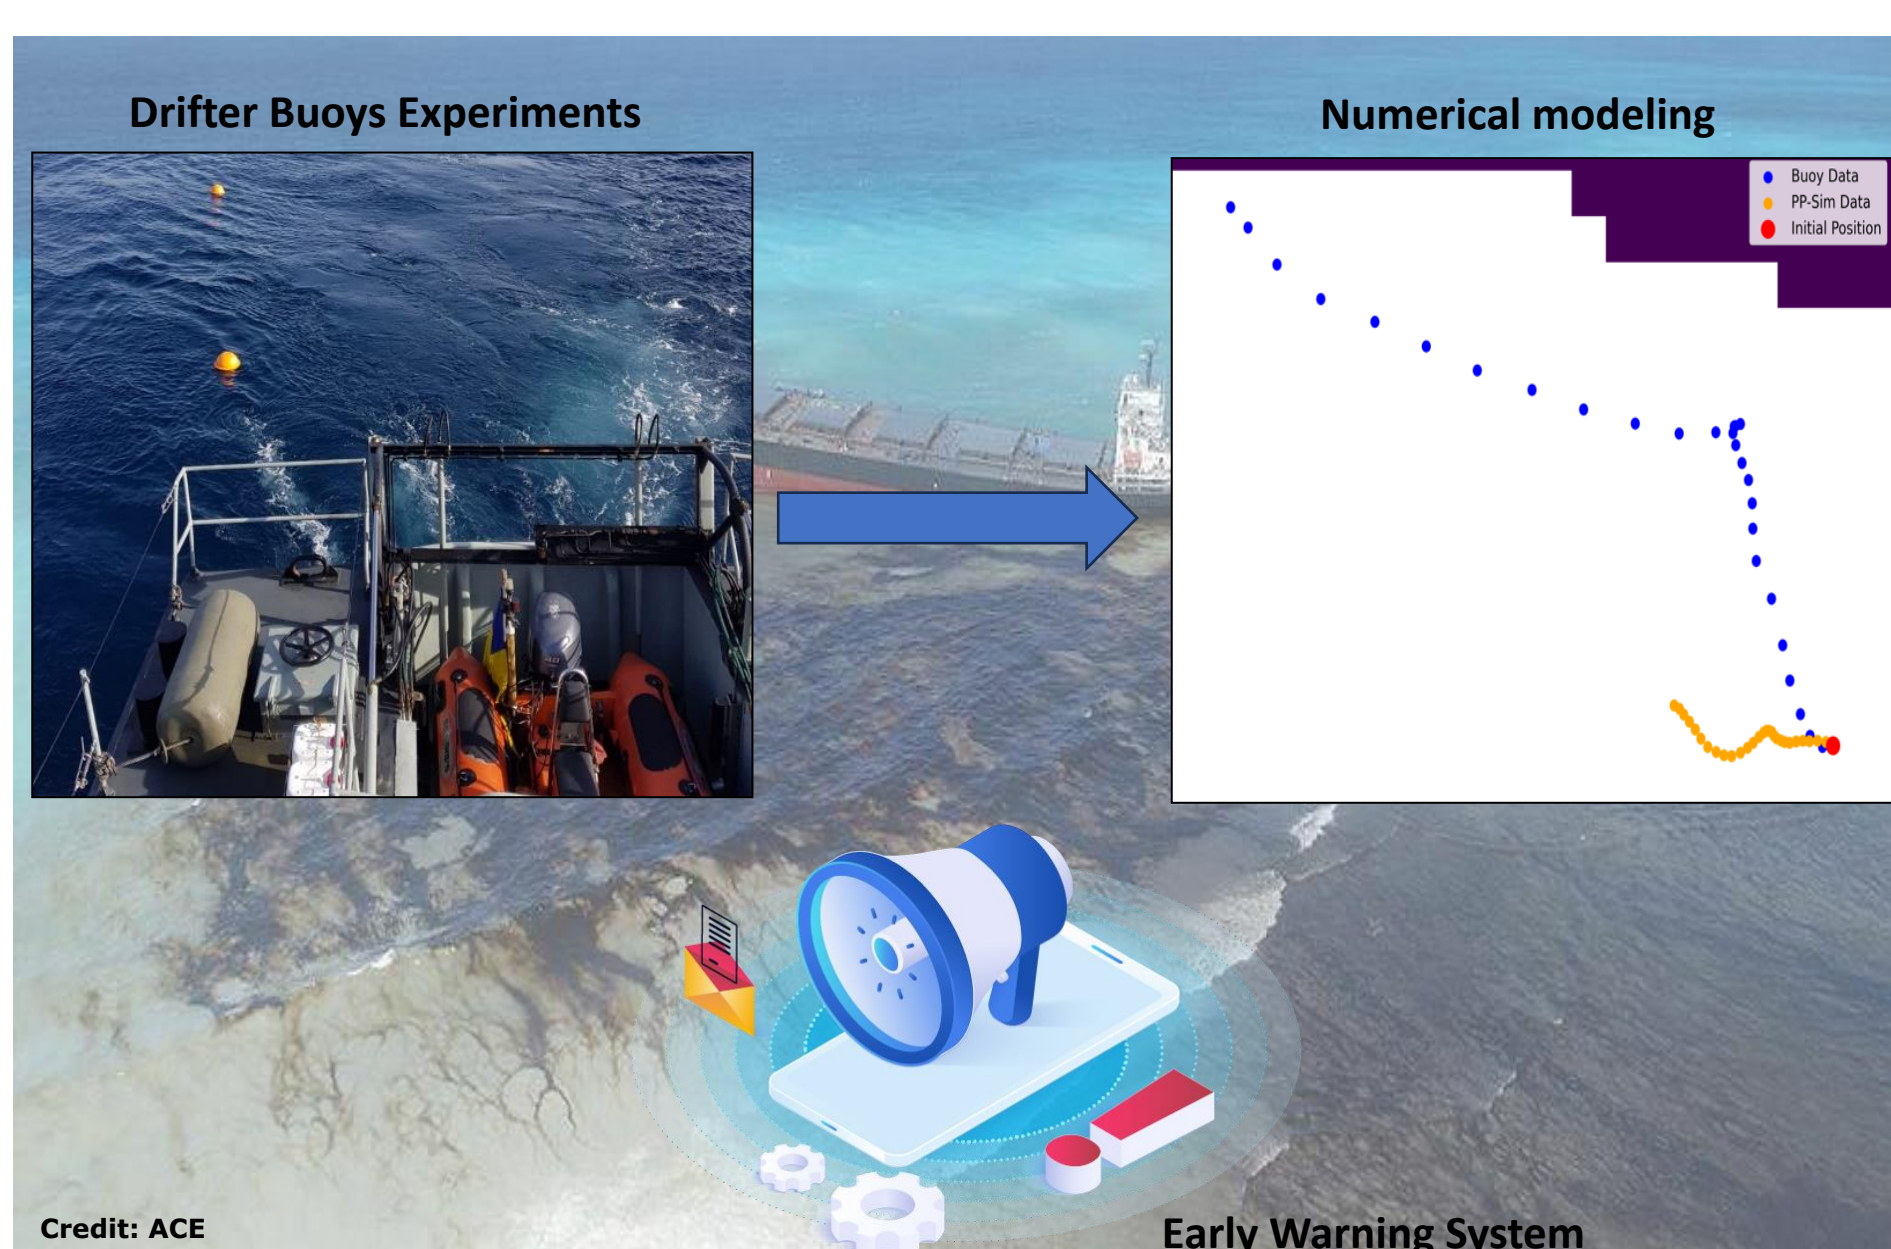 Drifter Buoys Experiments
Numerical modeling
Buoy Data
PP-Sim Data
Initial Position
Credit: ACE
Early Warning System